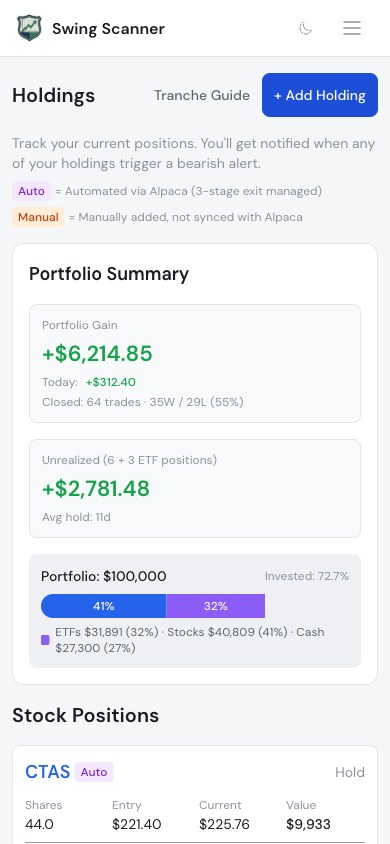 Swing Scanner
Holdings
Tranche Guide
+ Add Holding
Track your current positions. You'll get notified when any
of your holdings trigger a bearish alert.
Auto = Automated via Alpaca (3-stage exit managed)
Manual = Manually added, not synced with Alpaca
Portfolio Summary
Portfolio Gain
+$6,214.85
Today: +$312.40
Closed: 64 trades · 35W / 29L (55%)
Unrealized (6 + 3 ETF positions)
+$2,781.48
Avg hold: 11d
Portfolio: $100,000 Invested: 72.7%
41% 32%
ETFs $31,891 (32%) · Stocks $40,809 (41%) · Cash
$27,300 (27%)
Stock Positions
CTAS Auto Hold
Shares Entry Current Value
44.0 $221.40 $225.76 $9,933